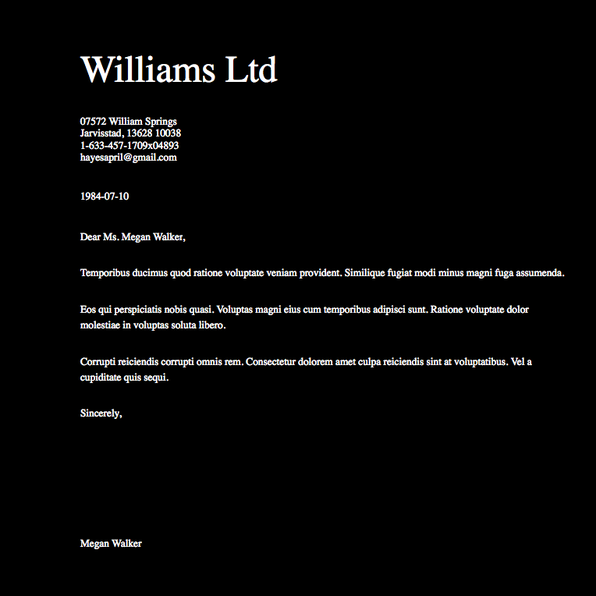 Williams Ltd
07572 William Springs
Jarvisstad, 13628 10038
1-633-457-1709x04893
hayesapril@gmail.com
1984-07-10
Dear Ms. Megan Walker,
Temporibus ducimus quod ratione voluptate veniam provident. Similique fugiat modi minus magni fuga assumenda.
Eos qui perspiciatis nobis quasi. Voluptas magni eius cum temporibus adipisci sunt. Ratione voluptate dolor
molestiae in voluptas soluta libero.
Corrupti reiciendis corrupti omnis rem. Consectetur dolorem amet culpa reiciendis sint at voluptatibus. Vel a
cupiditate quis sequi.
Sincerely,
Megan Walker